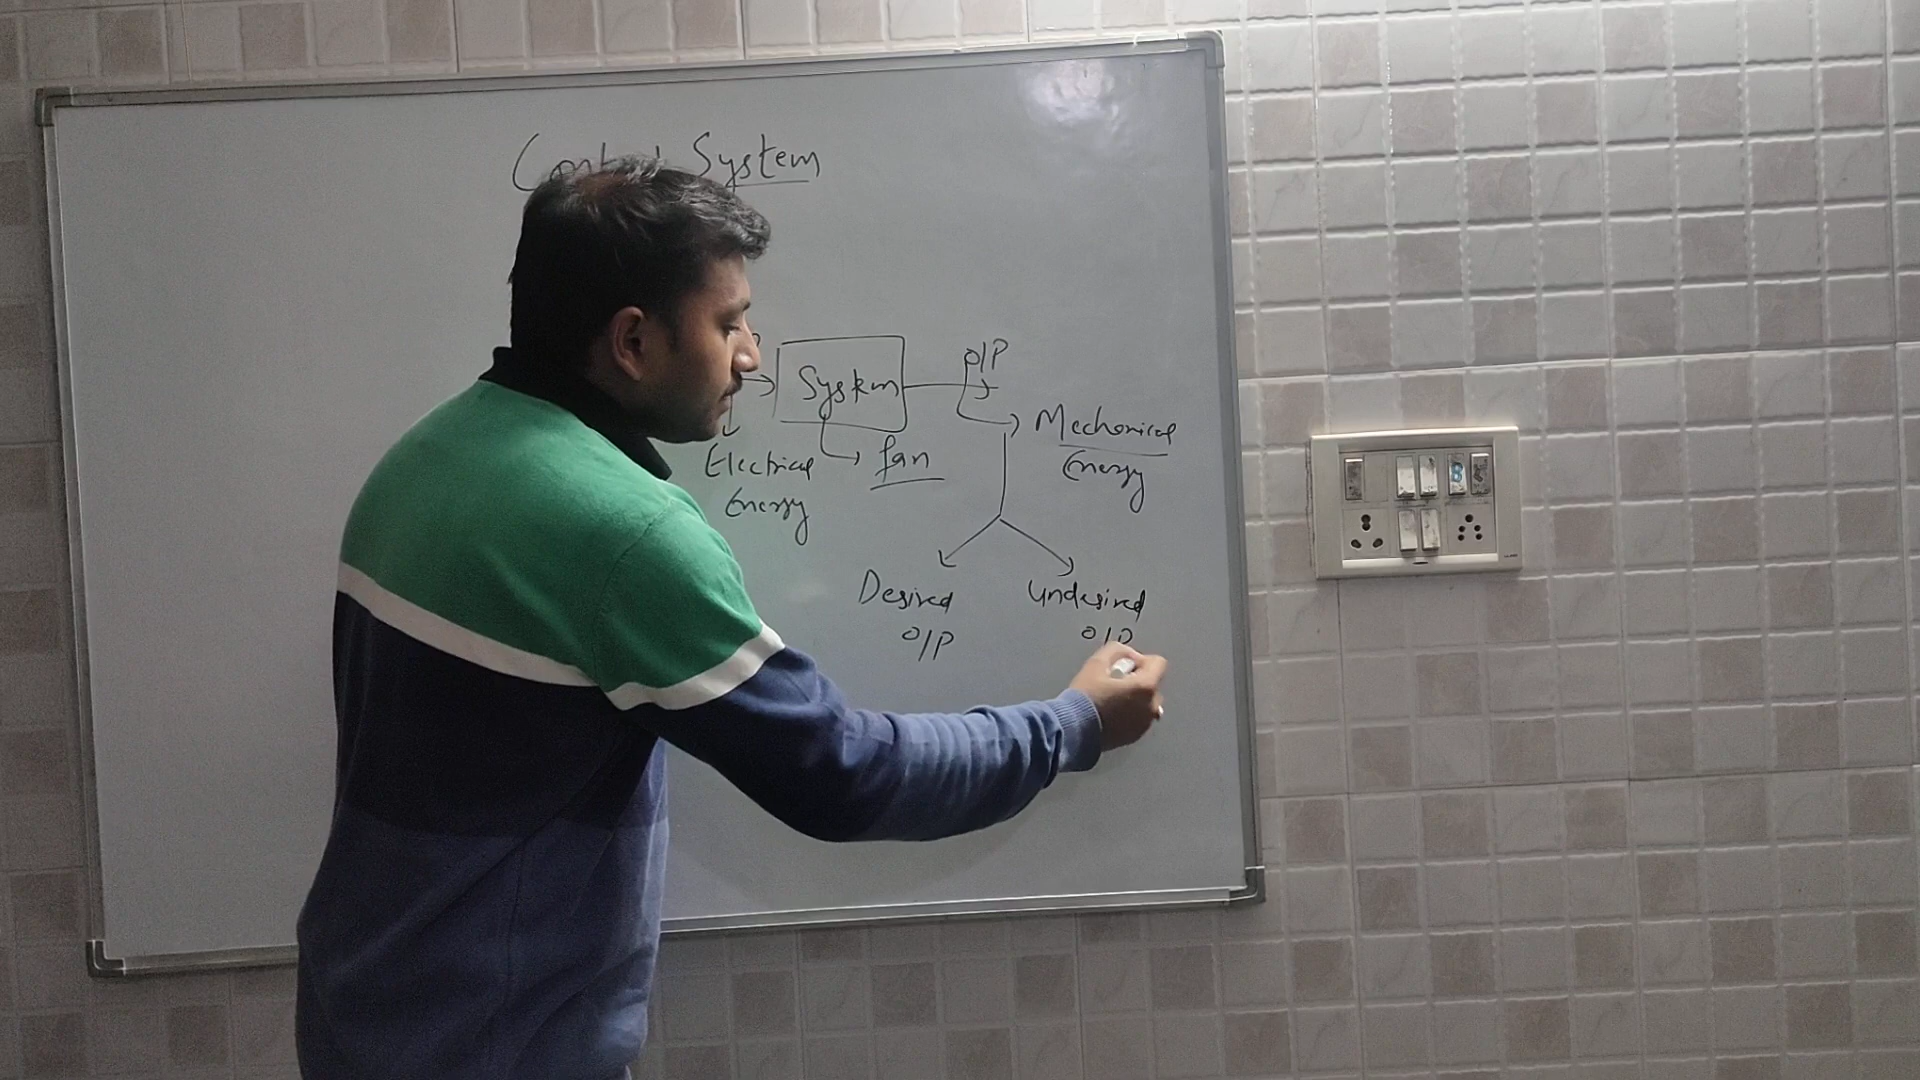 System
O/P
System
Mechanical
Energy
Electrical
Energy
fan
Desired
O/P
Undesired
O/P